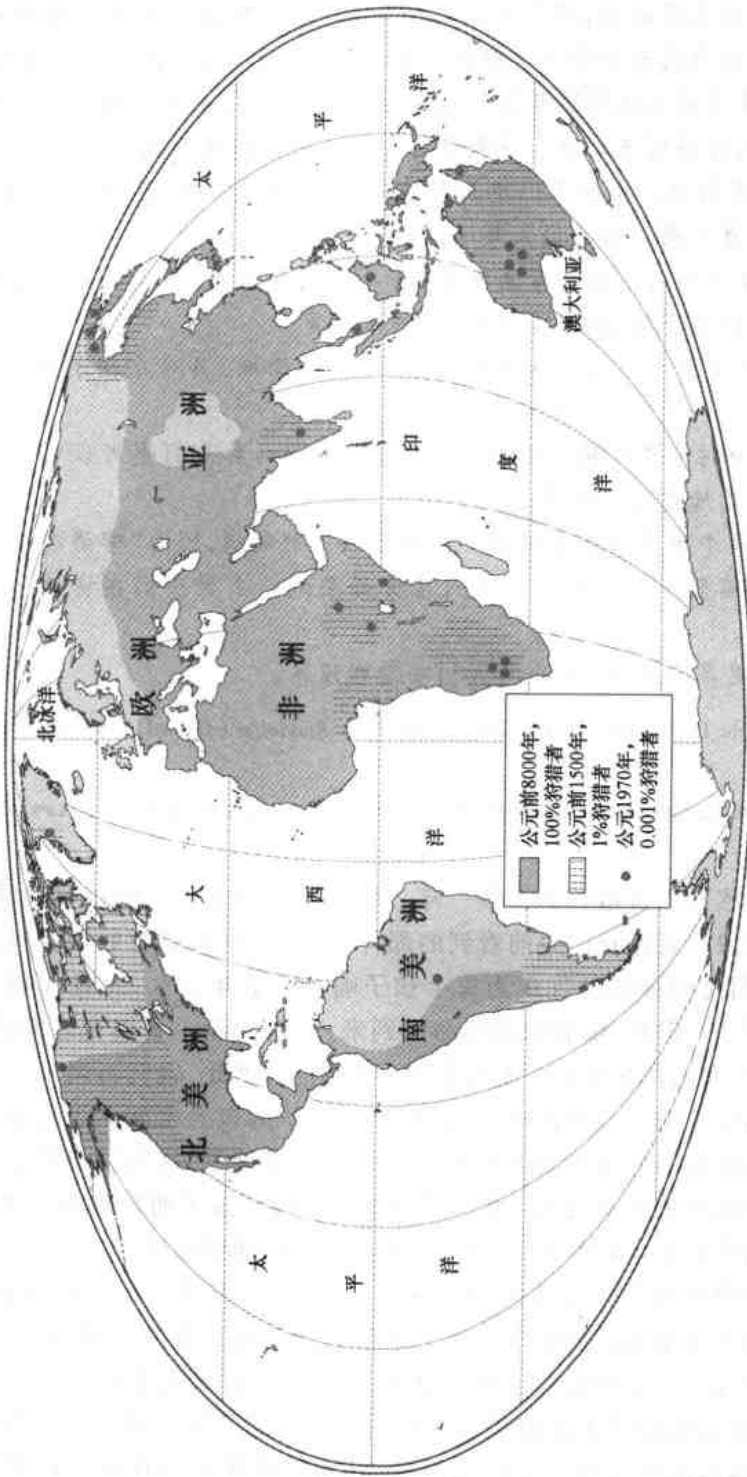 北冰洋
太平洋
欧洲
亚洲
北美洲
大西洋
非洲
太平洋
印度洋
南美洲
澳大利亚
公元前8000年，
100%狩猎者
公元前1500年，
1%狩猎者
公元1970年，
0.001%狩猎者